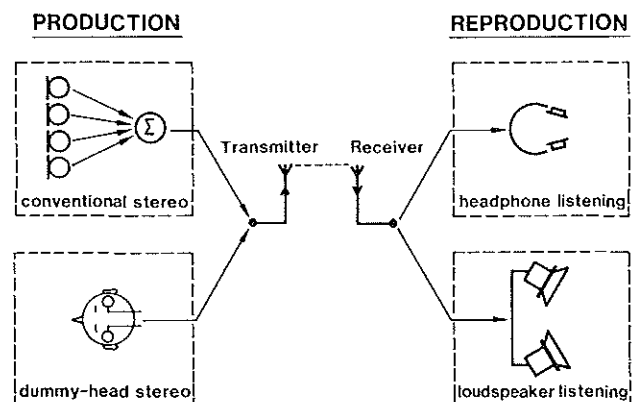 PRODUCTION
REPRODUCTION
Σ
conventional stereo
Transmitter
Receiver
headphone listening
dummy-head stereo
loudspeaker listening